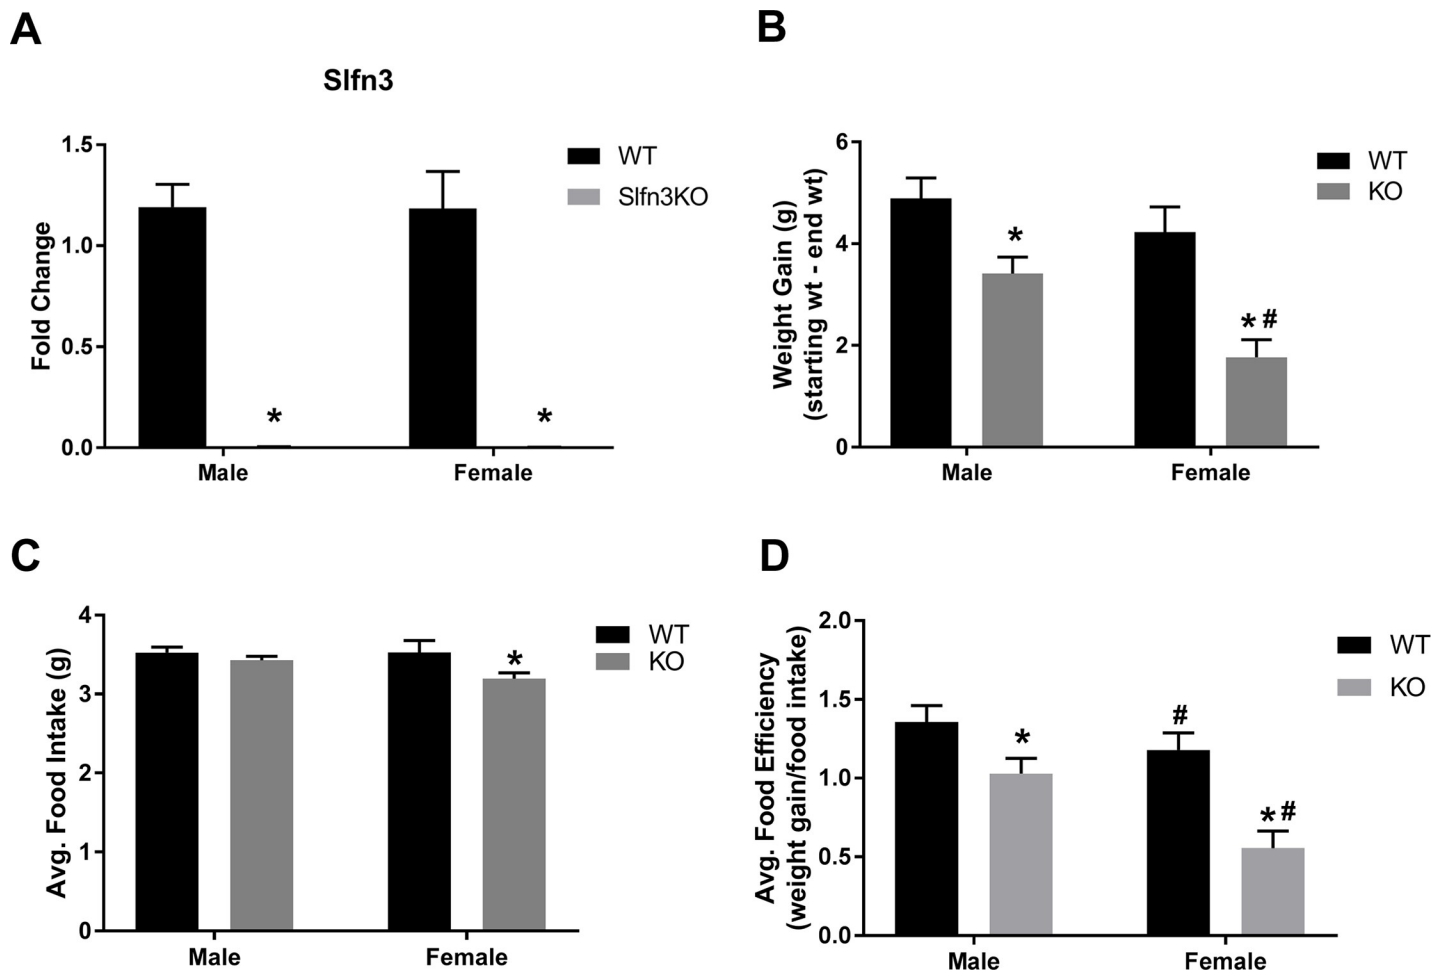 A
Slfn3
Fold Change
1.5
1.0
0.5
0.0
*
*
Male
Female
WT
Slfn3KO
B
Weight Gain (g)
(starting wt - end wt)
6
4
2
0
*
* #
Male
Female
WT
KO
C
Avg. Food Intake (g)
4
3
2
1
0
*
Male
Female
WT
KO
D
Avg. Food Efficiency
(weight gain/food intake)
2.0
1.5
1.0
0.5
0.0
*
#
* #
Male
Female
WT
KO